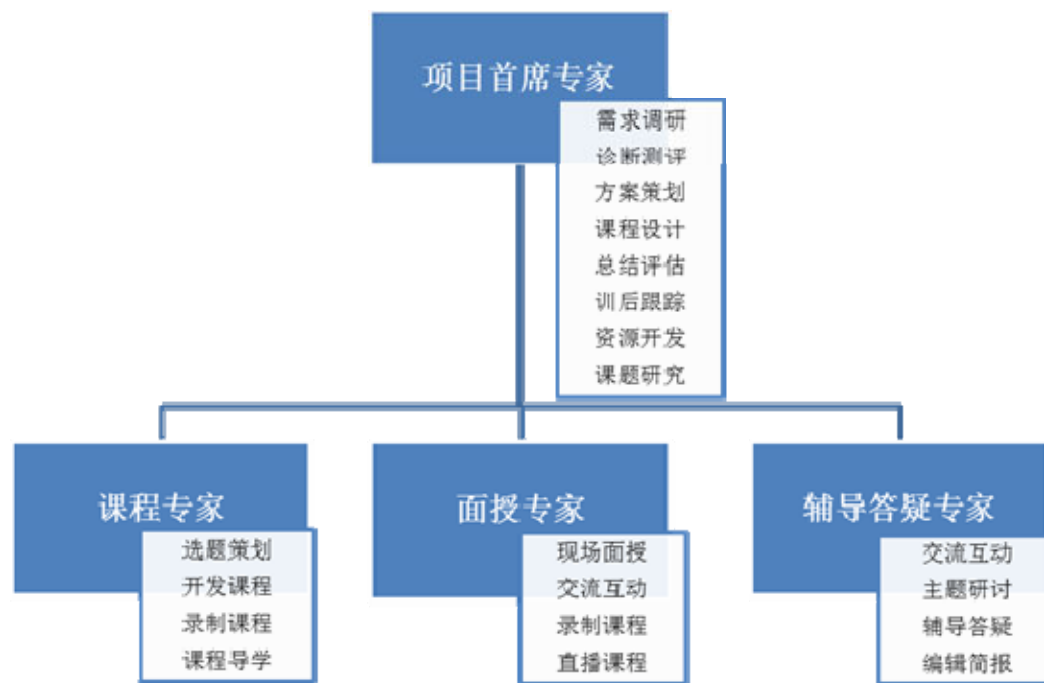 项目首席专家
需求调研
诊断测评
方案策划
课程设计
总结评估
训后跟踪
资源开发
课题研究
课程专家
选题策划
开发课程
录制课程
课程导学
面授专家
现场面授
交流互动
录制课程
直播课程
辅导答疑专家
交流互动
主题研讨
辅导答疑
编辑简报